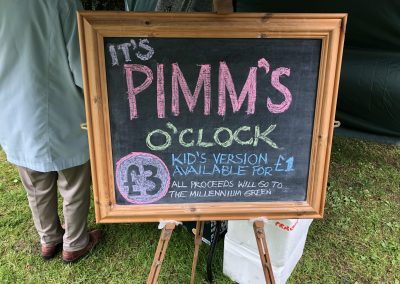 IT'S
PIMM'S
O'CLOCK
KID'S VERSION
AVAILABLE FOR £1
£3
ALL PROCEEDS WILL GO TO
THE MILLENNIUM GREEN